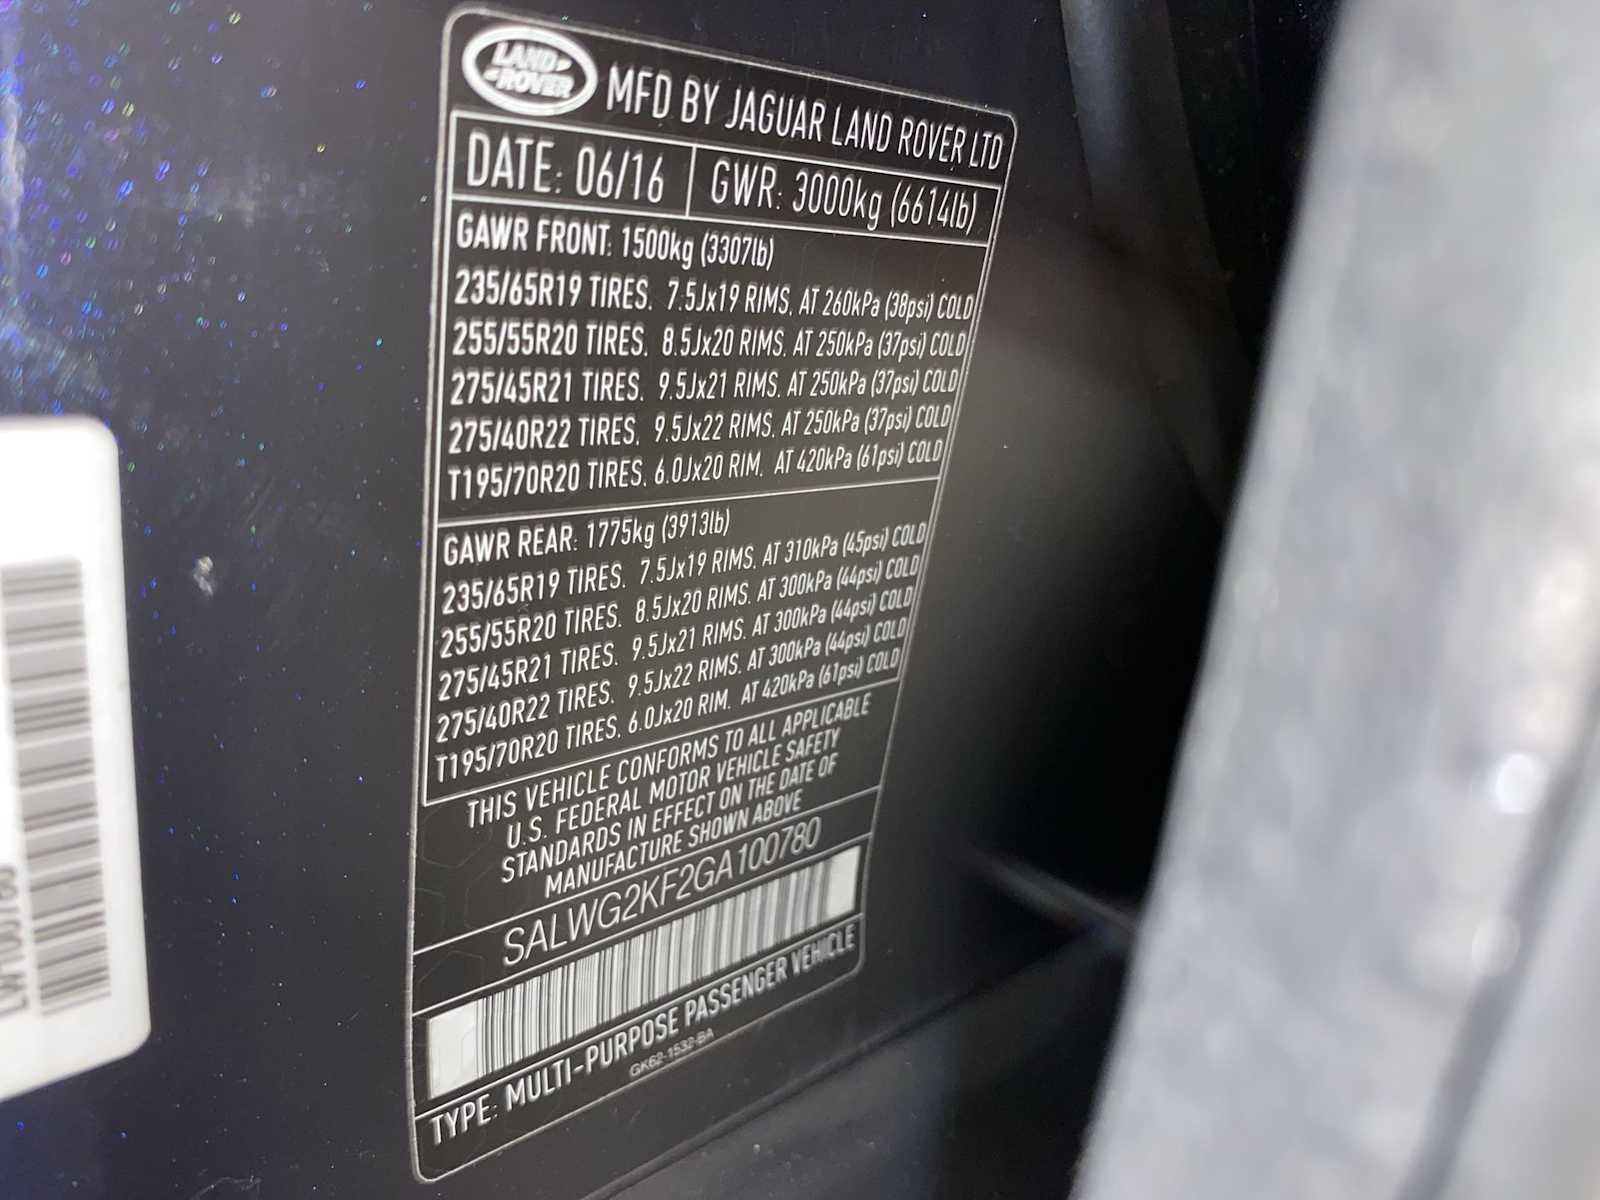 LAND
ROVER
MFD BY JAGUAR LAND ROVER LTD
DATE: 06/16 GWR: 3000kg (6614lb)
GAWR FRONT: 1500kg (3307lb)
235/65R19 TIRES, 7.5Jx19 RIMS, AT 260kPa (38psi) COLD
255/55R20 TIRES, 8.5Jx20 RIMS, AT 250kPa (37psi) COLD
275/45R21 TIRES, 9.5Jx21 RIMS, AT 250kPa (37psi) COLD
275/40R22 TIRES, 9.5Jx22 RIMS, AT 250kPa (37psi) COLD
T195/70R20 TIRES, 6.0Jx20 RIM, AT 420kPa (61psi) COLD
GAWR REAR: 1775kg (3913lb)
235/65R19 TIRES, 7.5Jx19 RIMS, AT 310kPa (45psi) COLD
255/55R20 TIRES, 8.5Jx20 RIMS, AT 300kPa (44psi) COLD
275/45R21 TIRES, 9.5Jx21 RIMS, AT 300kPa (44psi) COLD
275/40R22 TIRES, 9.5Jx22 RIMS, AT 300kPa (44psi) COLD
T195/70R20 TIRES, 6.0Jx20 RIM, AT 420kPa (61psi) COLD
THIS VEHICLE CONFORMS TO ALL APPLICABLE
U.S. FEDERAL MOTOR VEHICLE SAFETY
STANDARDS IN EFFECT ON THE DATE OF
MANUFACTURE SHOWN ABOVE
SALWG2KF2GA100780
TYPE: MULTI-PURPOSE PASSENGER VEHICLE
GK62-1532-BA